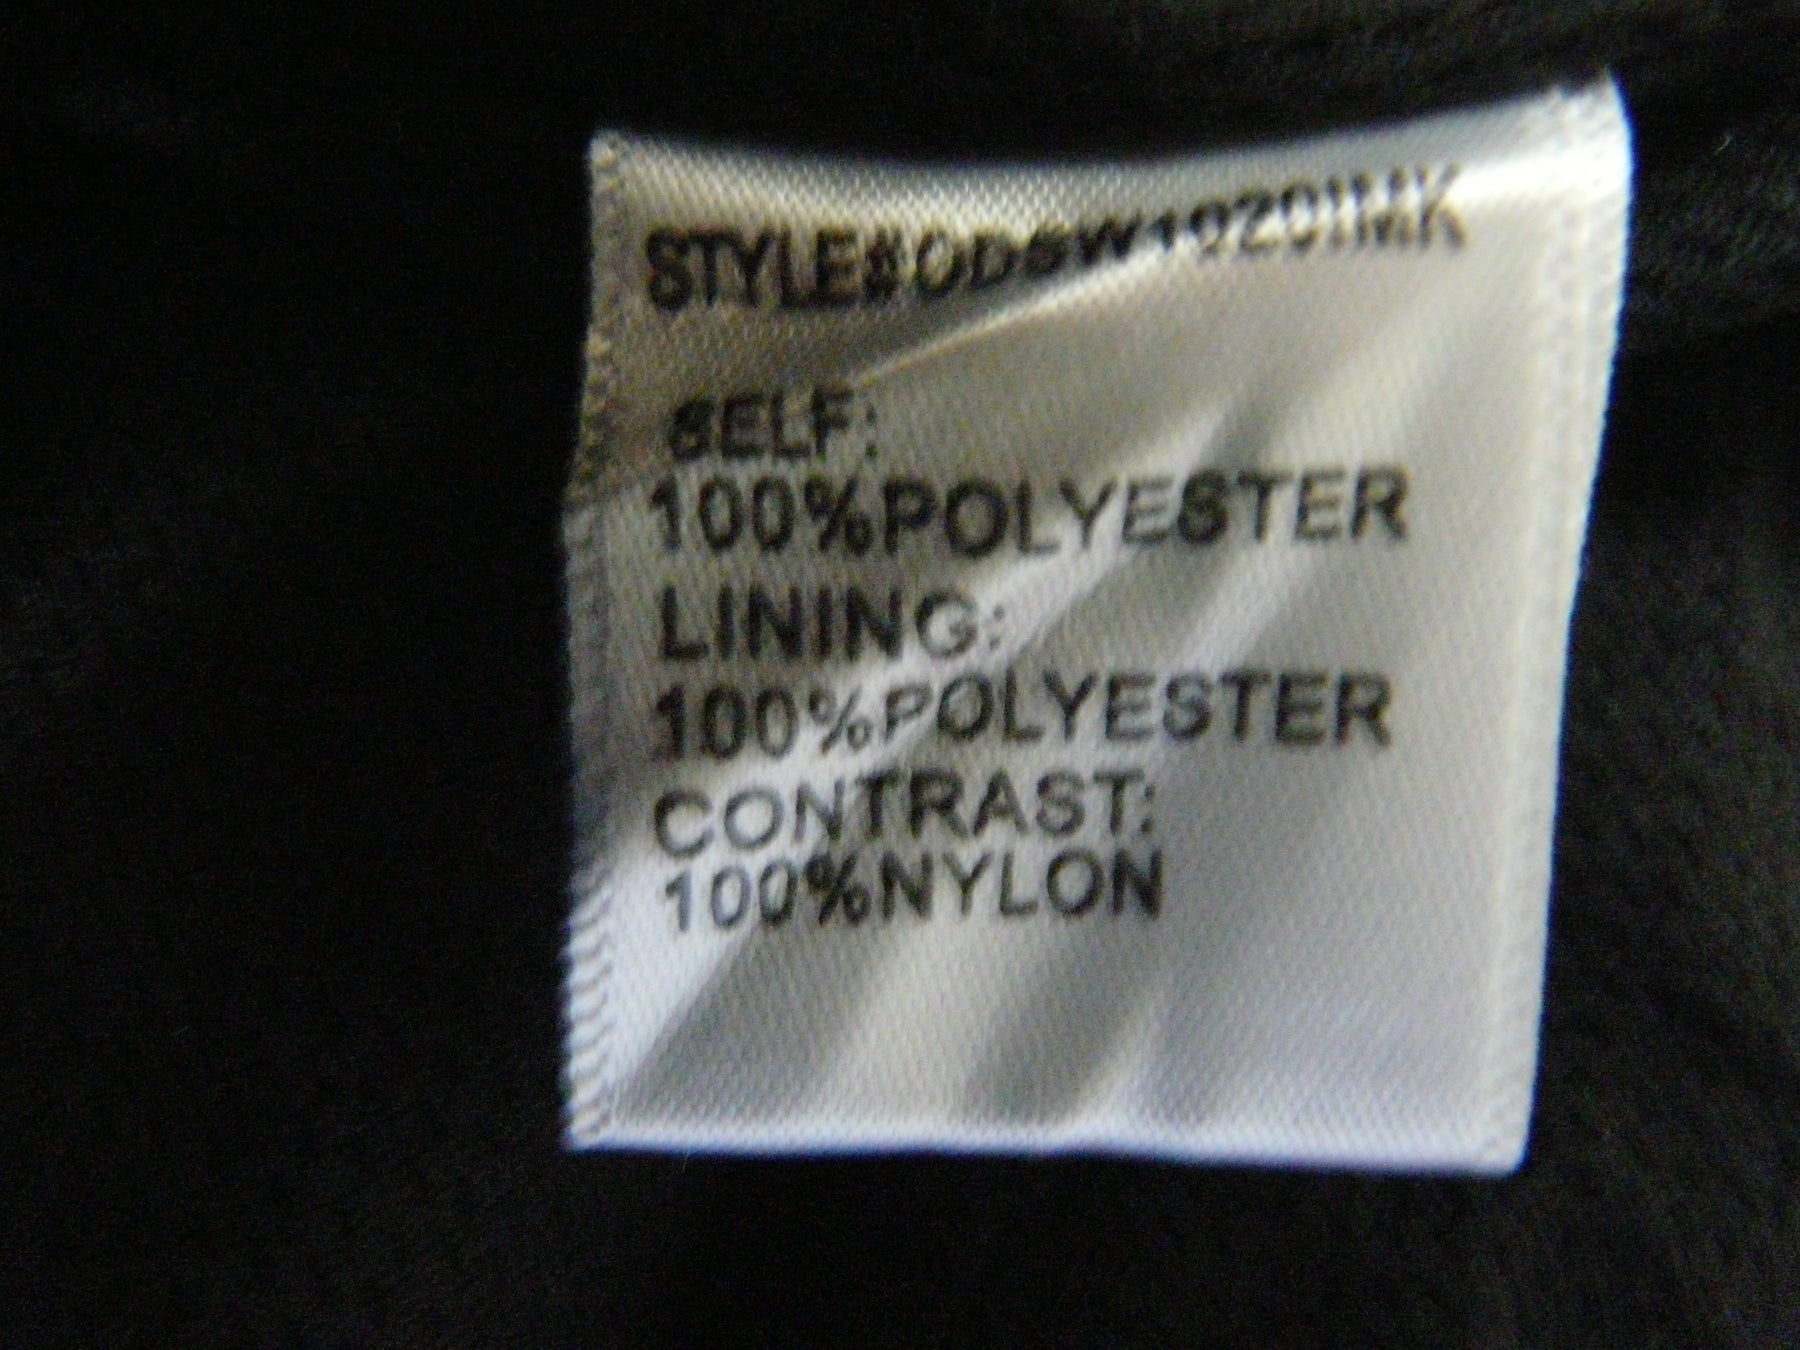 SELF:
100%POLYESTER
LINING:
100%POLYESTER
CONTRAST:
100%NYLON